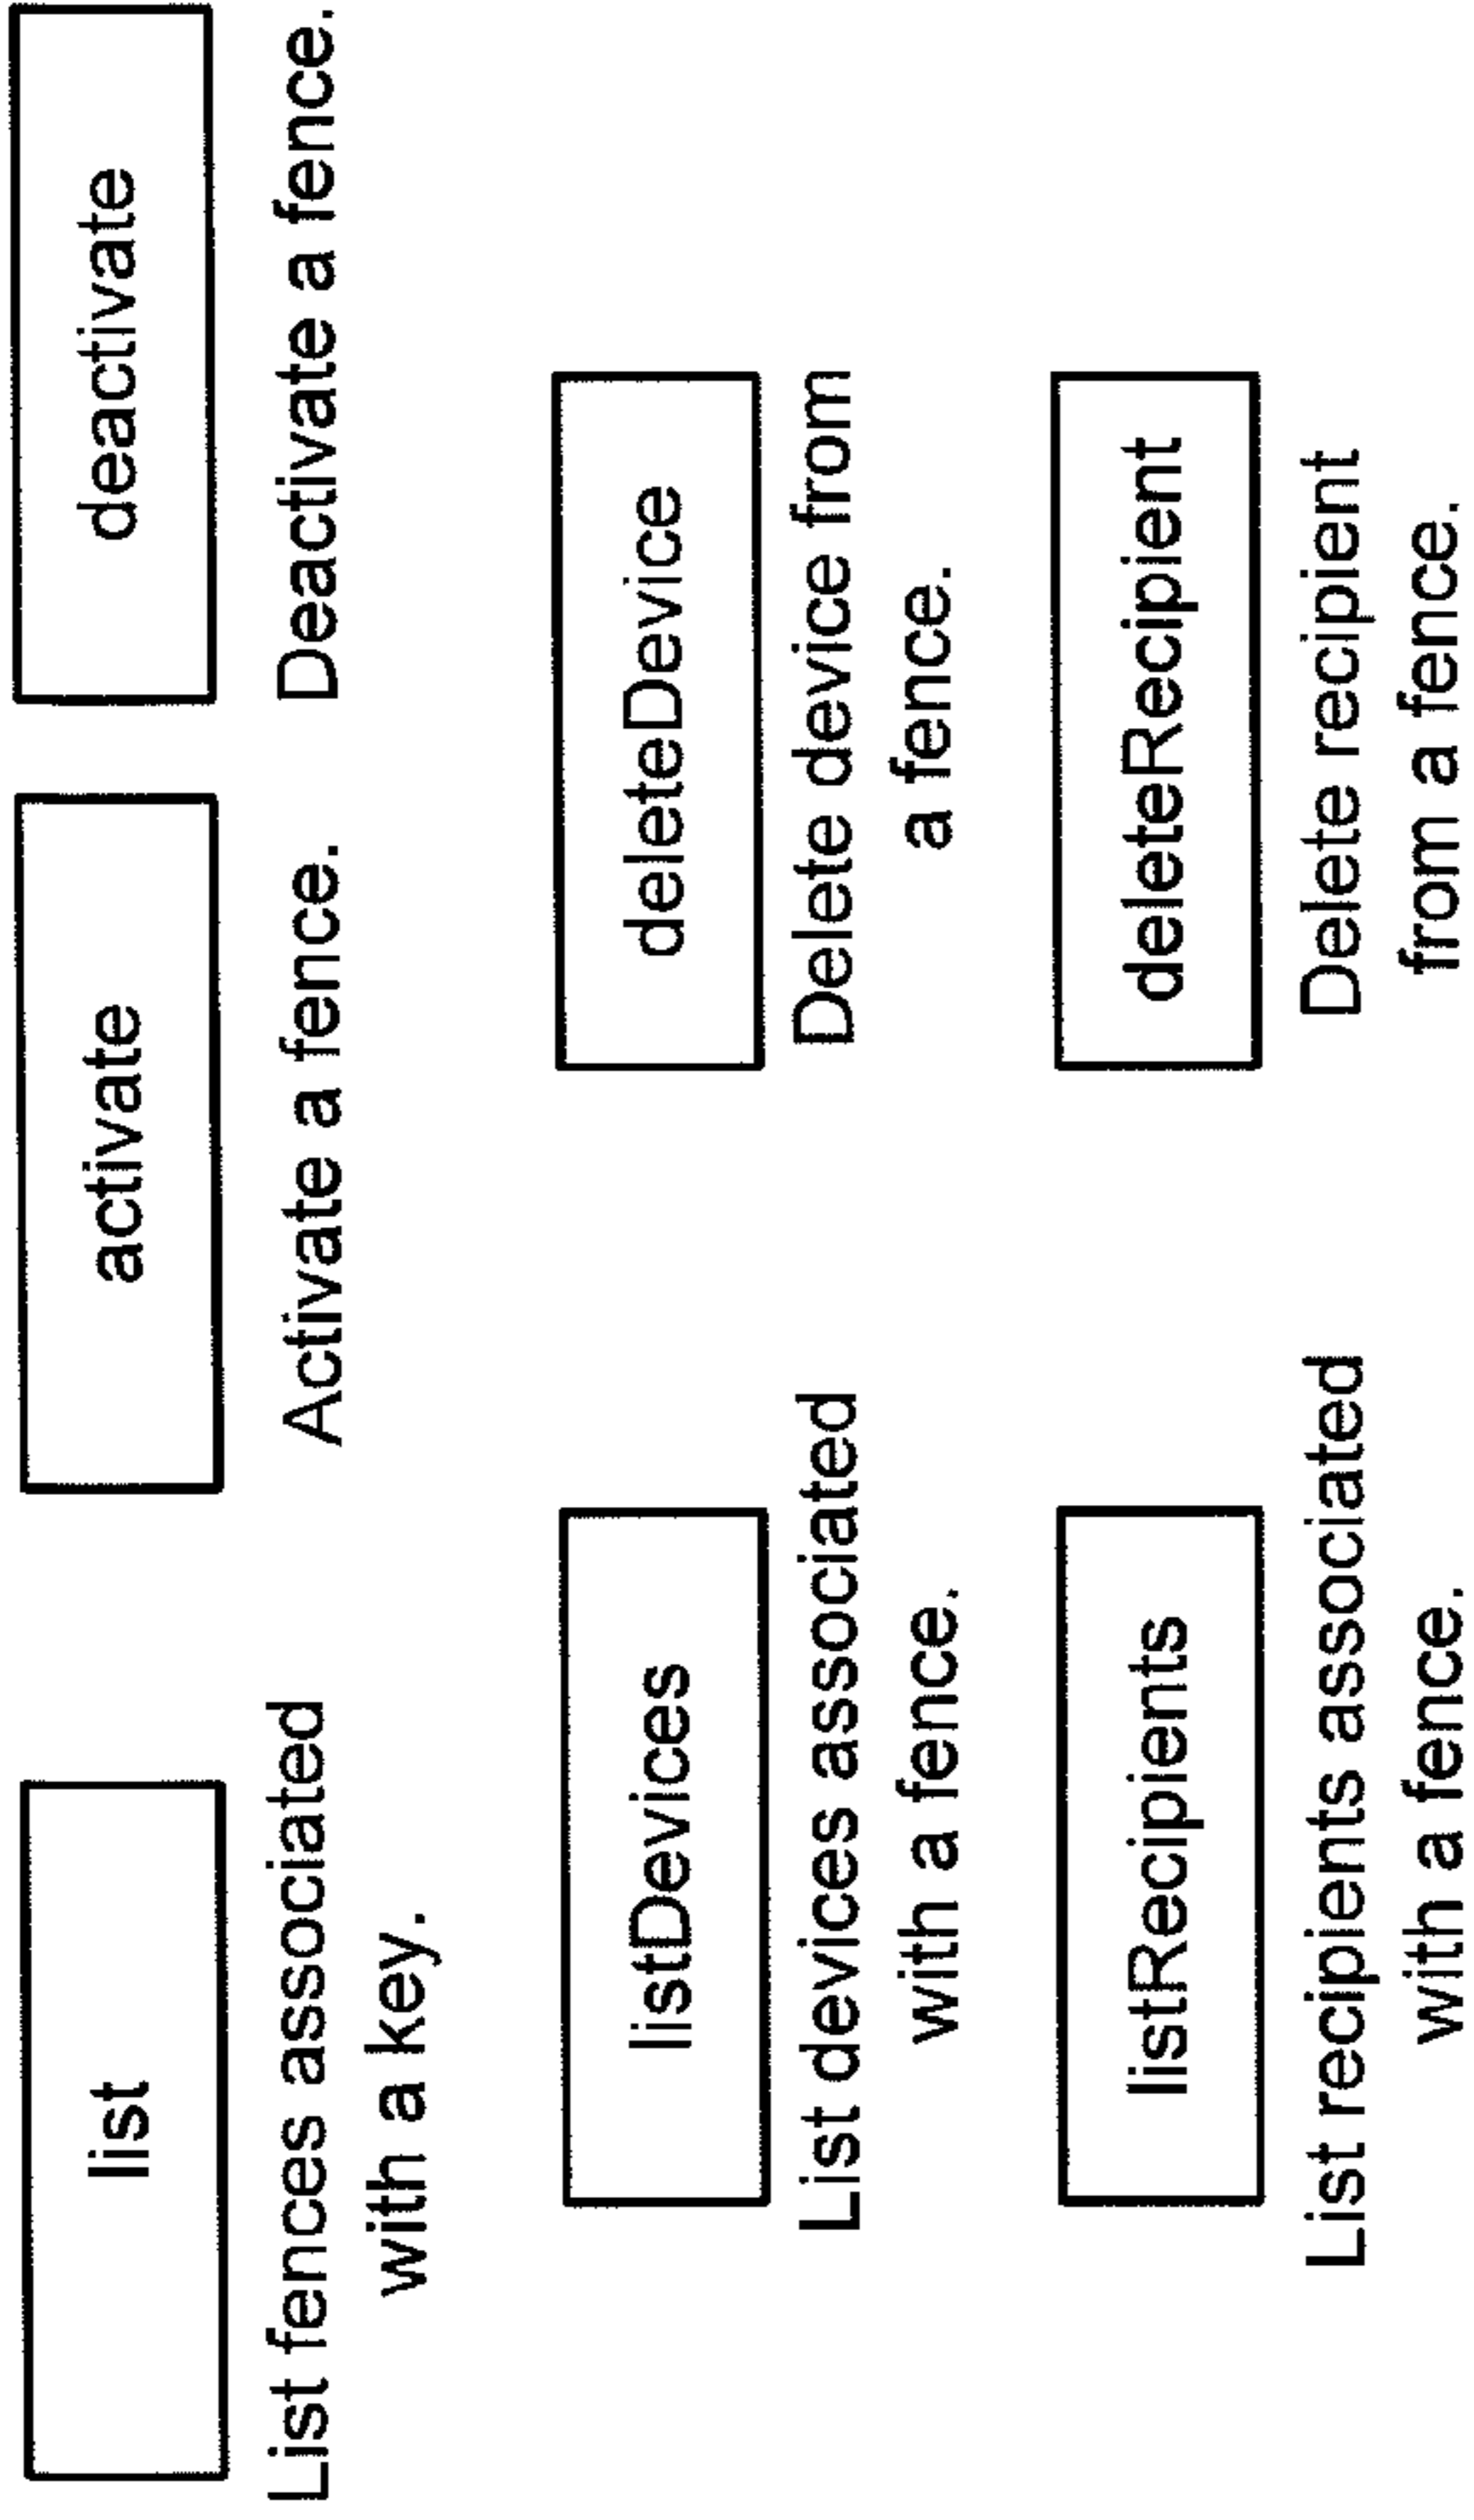 list
List fences associated
with a key.
activate
Activate a fence.
deactivate
Deactivate a fence.
listDevices
List devices associated
with a fence.
deleteDevice
Delete device from
a fence.
listRecipients
List recipients associated
with a fence.
deleteRecipient
Delete recipient
from a fence.